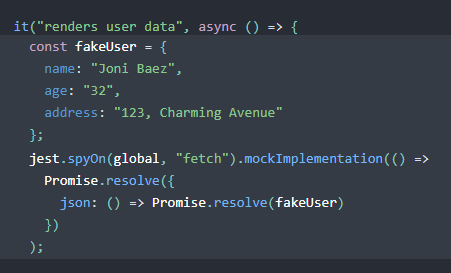 it("renders user data", async () => {
  const fakeUser = {
    name: "Joni Baez",
    age: "32",
    address: "123, Charming Avenue"
  };
  jest.spyOn(global, "fetch").mockImplementation(() =>
    Promise.resolve({
      json: () => Promise.resolve(fakeUser)
    })
  );